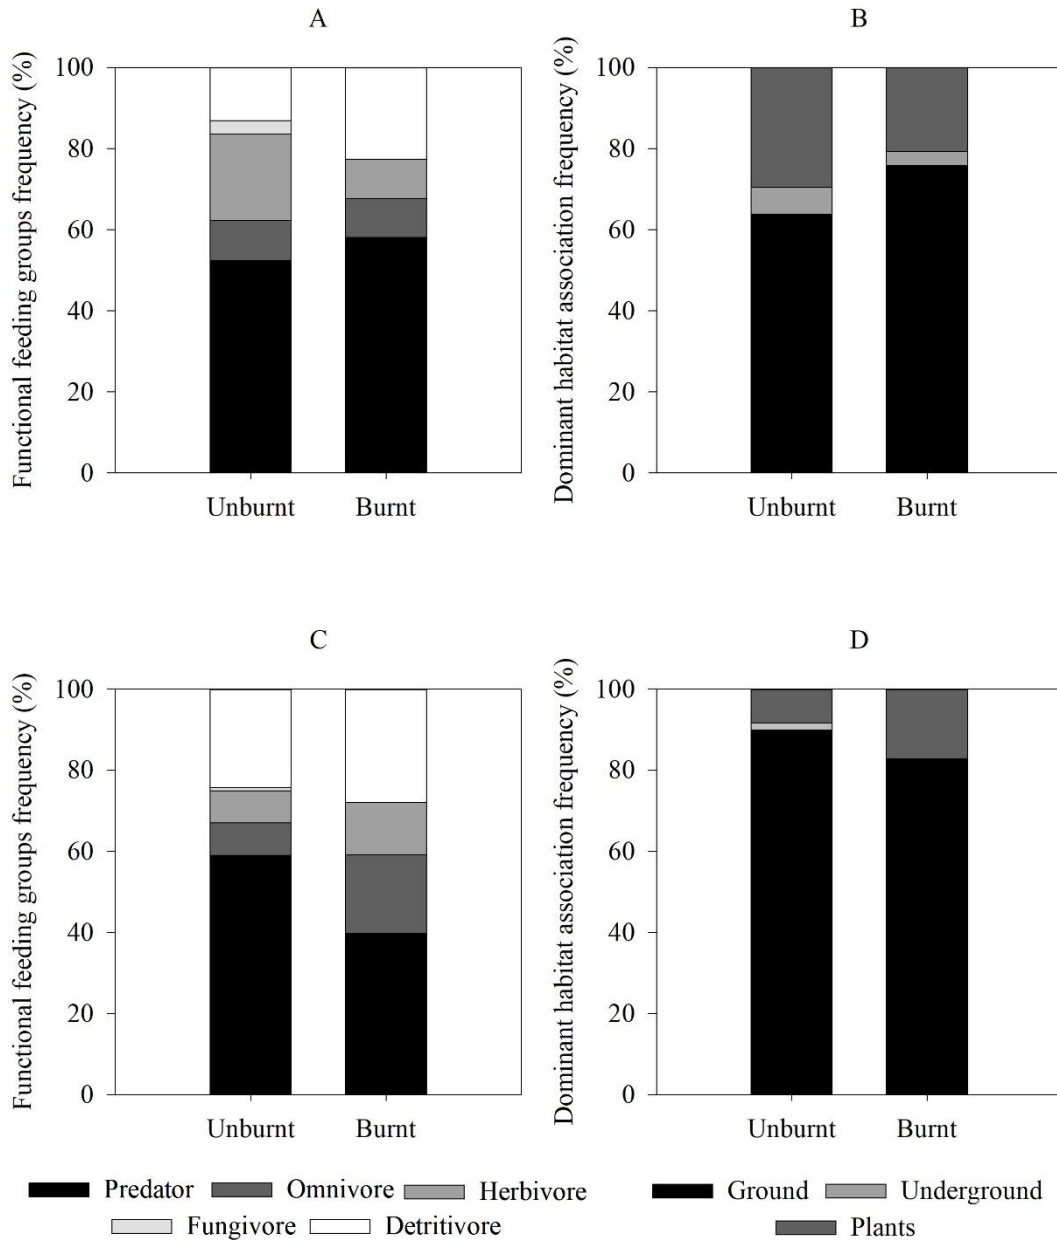 A
B
Functional feeding groups frequency (%)
100
80
60
40
20
0
Unburnt Burnt
Dominant habitat association frequency (%)
100
80
60
40
20
0
Unburnt Burnt
C
D
Functional feeding groups frequency (%)
100
80
60
40
20
0
Unburnt Burnt
Dominant habitat association frequency (%)
100
80
60
40
20
0
Unburnt Burnt
Predator Omnivore Herbivore
Fungivore Detritivore
Ground Underground
Plants